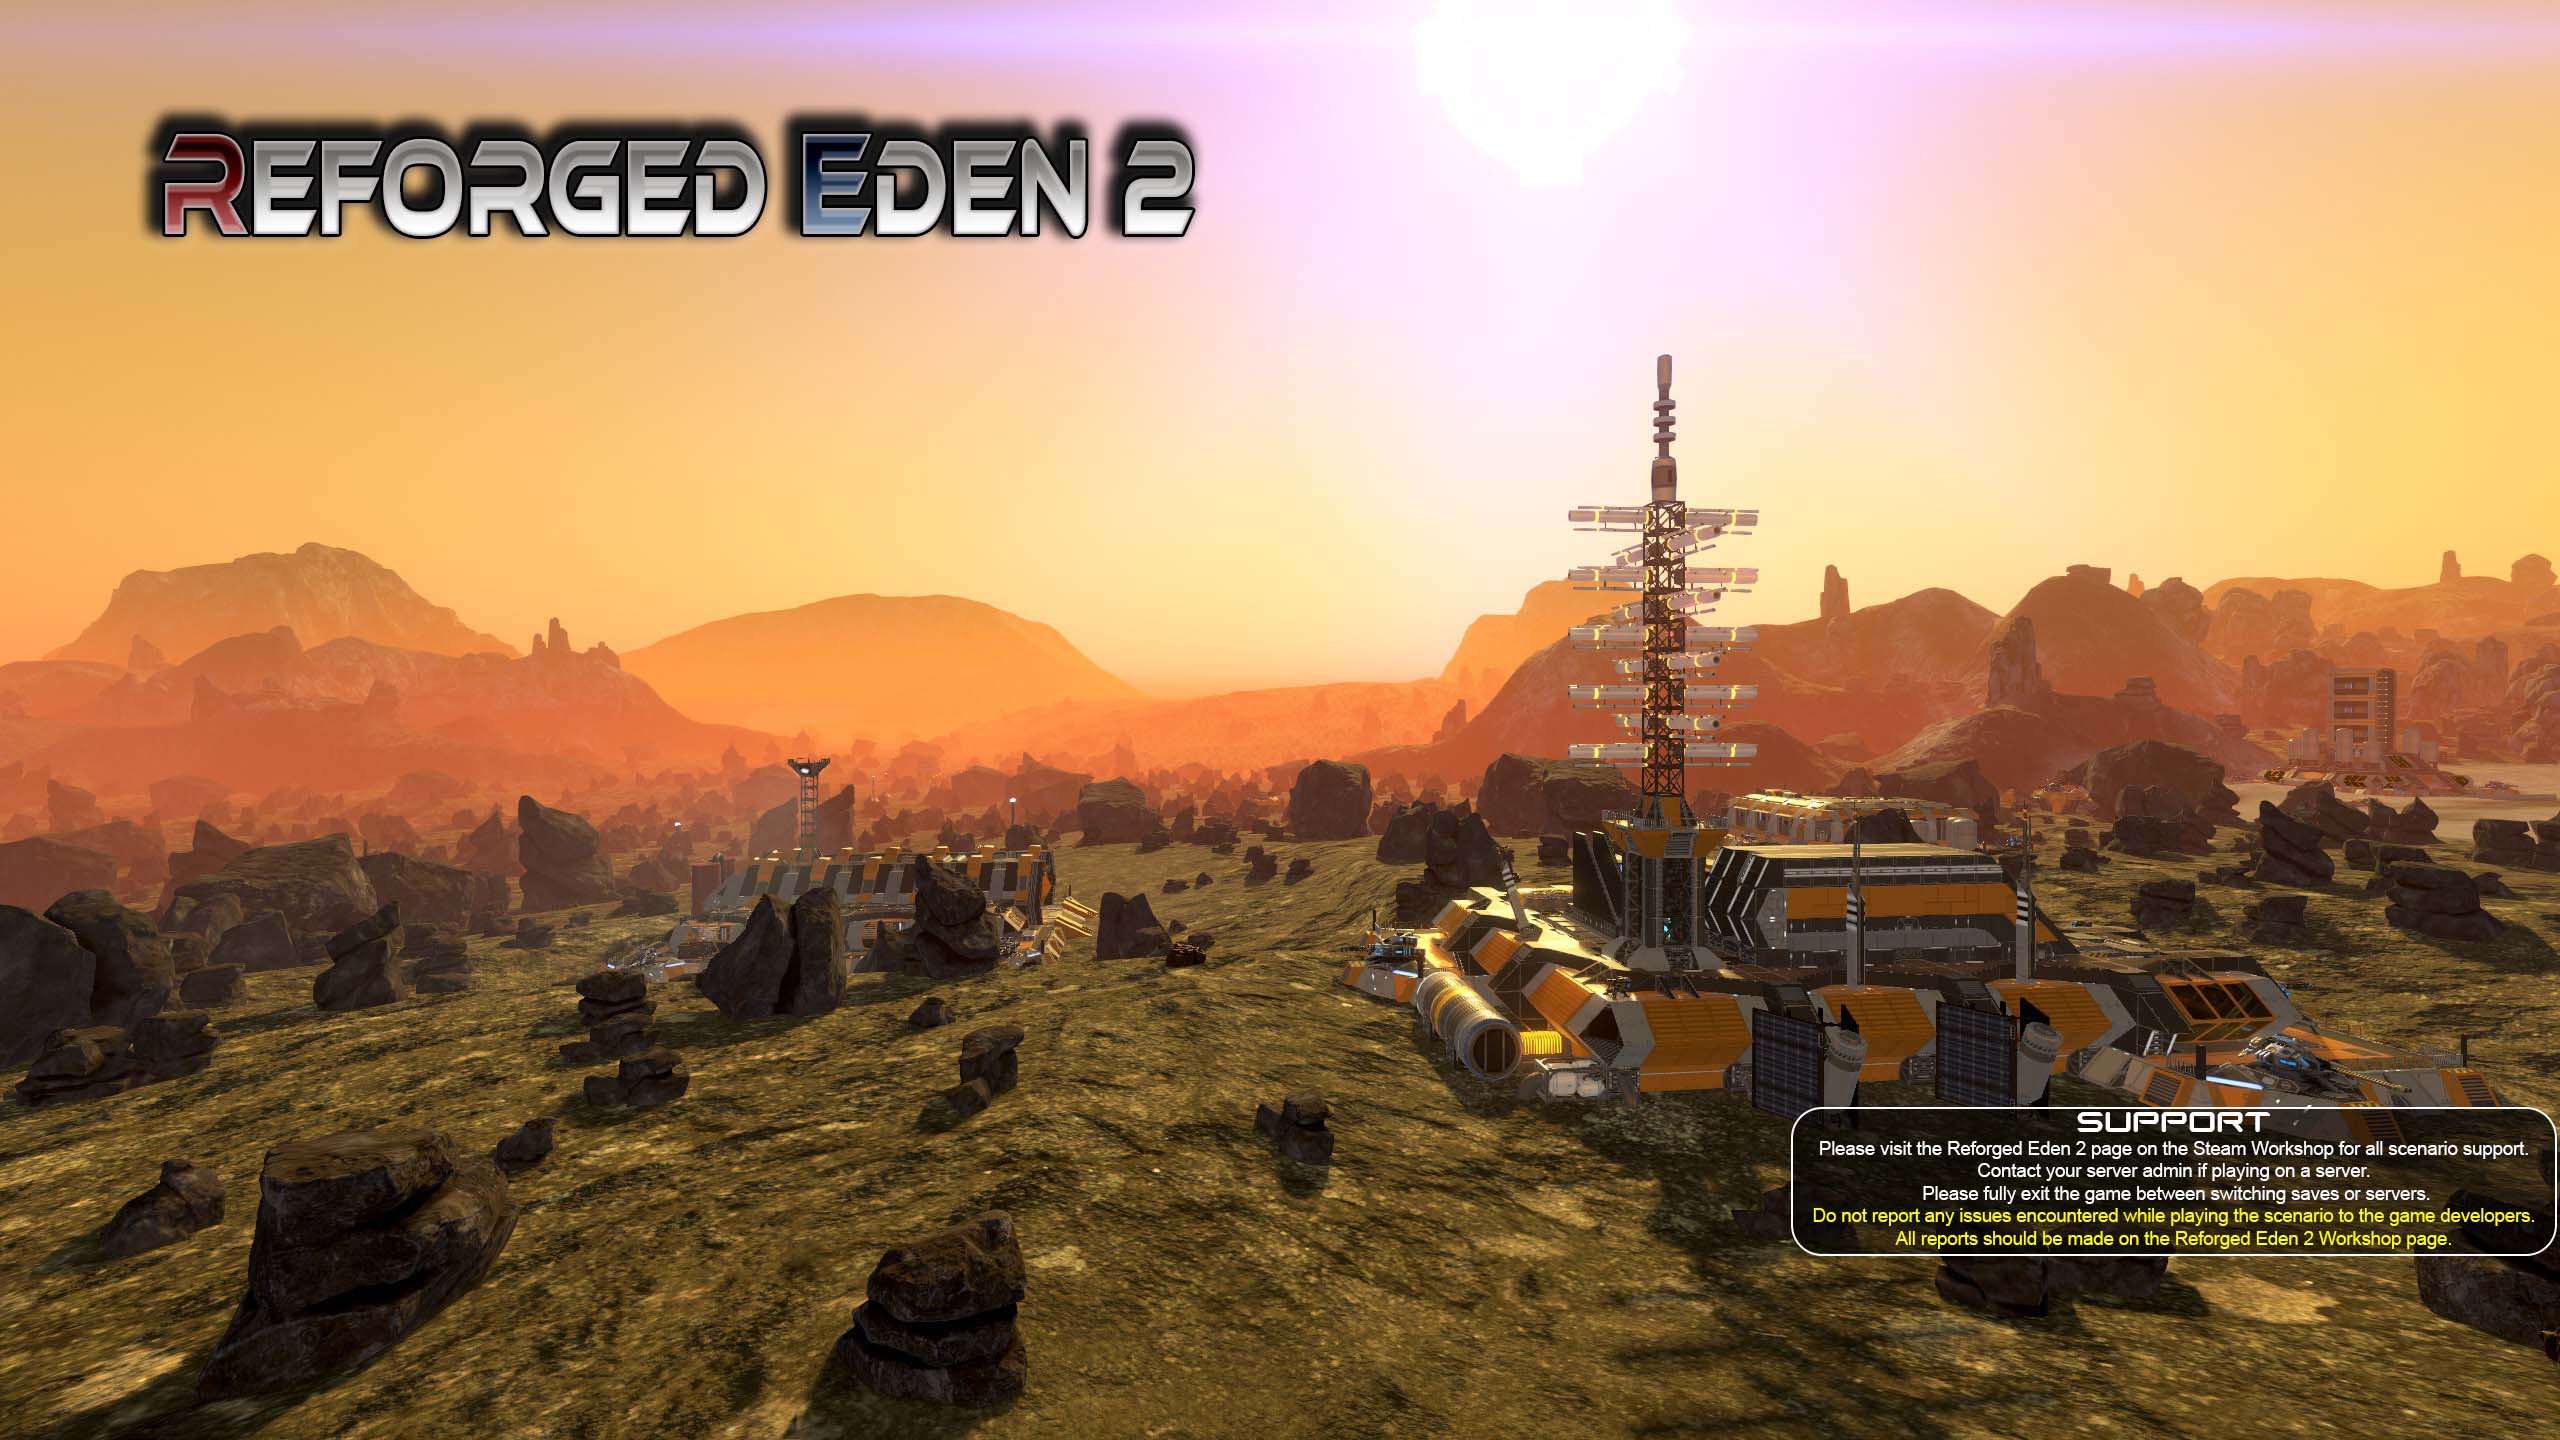 REFORGED EDEN 2
SUPPORT
Please visit the Reforged Eden 2 page on the Steam Workshop for all scenario support.
Contact your server admin if playing on a server.
Please fully exit the game between switching saves or servers.
Do not report any issues encountered while playing the scenario to the game developers.
All reports should be made on the Reforged Eden 2 Workshop page.